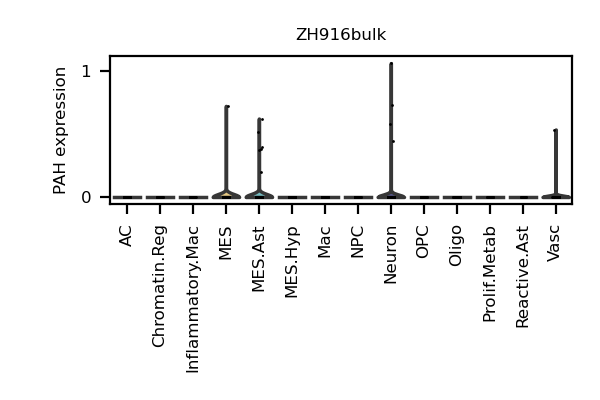 ZH916bulk
PAH expression
1
0
AC
Chromatin.Reg
Inflammatory.Mac
MES
MES.Ast
MES.Hyp
Mac
NPC
Neuron
OPC
Oligo
Prolif.Metab
Reactive.Ast
Vasc